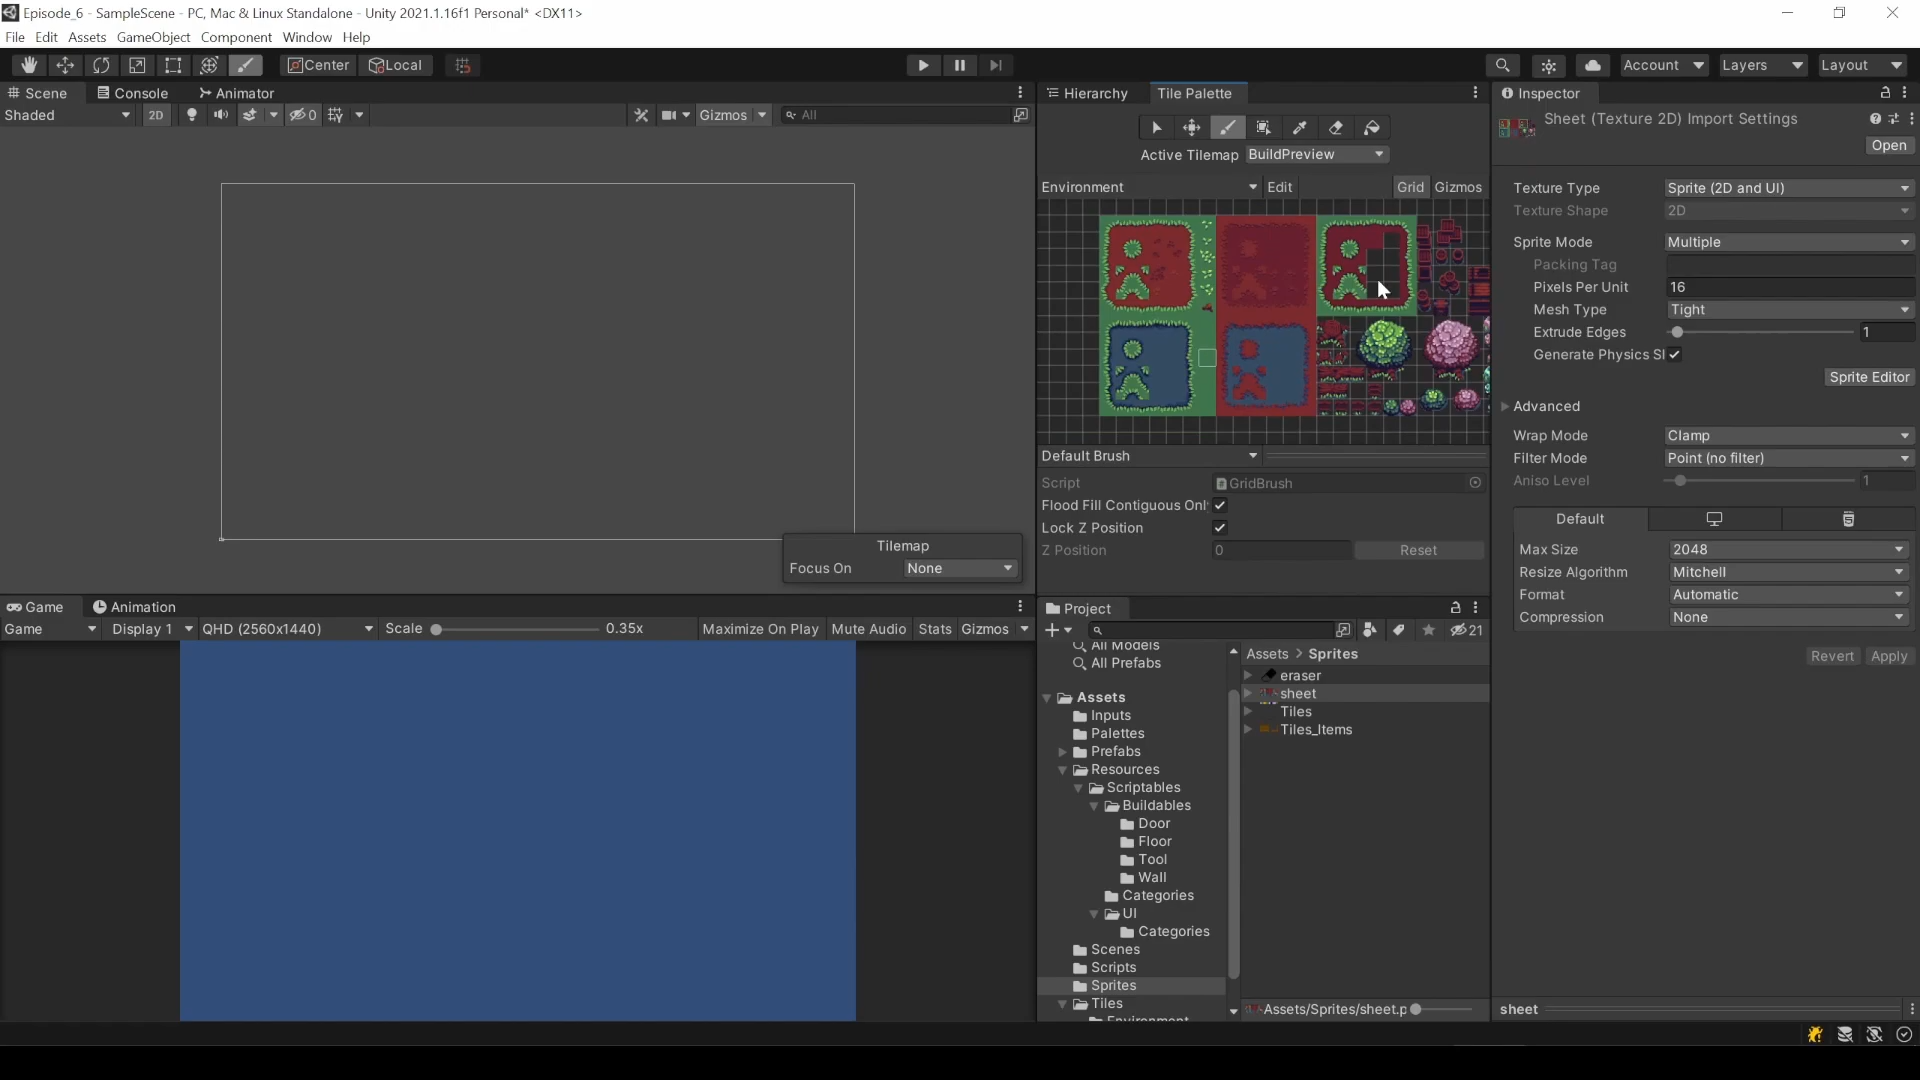 Episode_6 - SampleScene - PC, Mac & Linux Standalone - Unity 2021.1.16f1 Personal* <DX11>
File Edit Assets GameObject Component Window Help
Center Local Account Layers Layout
Scene Console Animator
Shaded 2D 0 Gizmos All
Tilemap
Focus On None
Game Animation
Game Display 1 QHD (2560x1440) Scale 0.35x Maximize On Play Mute Audio Stats Gizmos
Hierarchy Tile Palette
Active Tilemap BuildPreview
Environment Edit Grid Gizmos
Default Brush
Script GridBrush
Flood Fill Contiguous Onl
Lock Z Position
Z Position 0 Reset
Project
21
All Models
All Prefabs
Assets
Inputs
Palettes
Prefabs
Resources
Scriptables
Buildables
Door
Floor
Tool
Wall
Categories
UI
Categories
Scenes
Scripts
Sprites
Tiles
Assets > Sprites
eraser
sheet
Tiles
Tiles_Items
Assets/Sprites/sheet.p
Inspector
Sheet (Texture 2D) Import Settings
Open
Texture Type Sprite (2D and UI)
Texture Shape 2D
Sprite Mode Multiple
Packing Tag
Pixels Per Unit 16
Mesh Type Tight
Extrude Edges 1
Generate Physics Sl
Sprite Editor
Advanced
Wrap Mode Clamp
Filter Mode Point (no filter)
Aniso Level 1
Default
Max Size 2048
Resize Algorithm Mitchell
Format Automatic
Compression None
Revert Apply
sheet